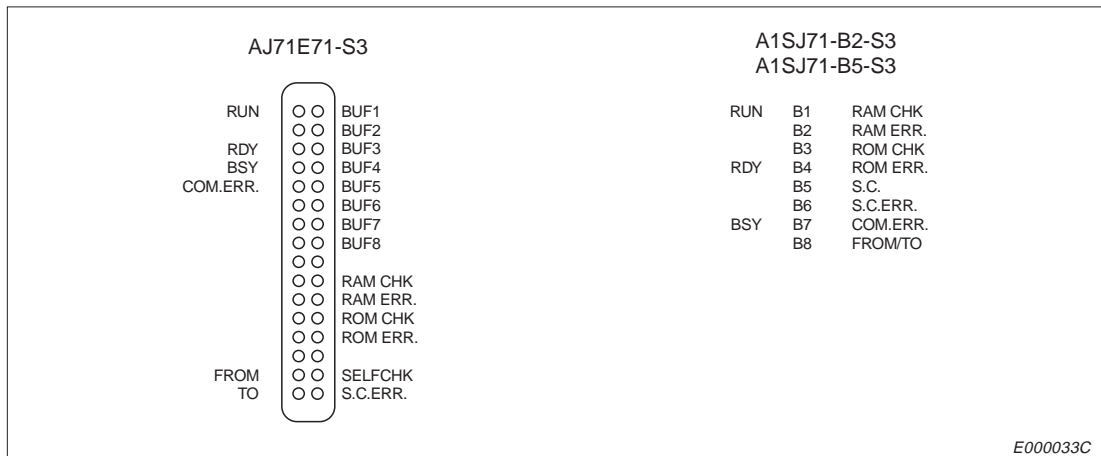 AJ71E71-S3
RUN BUF1
BUF2
RDY BUF3
BSY BUF4
COM.ERR. BUF5
BUF6
BUF7
BUF8
RAM CHK
RAM ERR.
ROM CHK
ROM ERR.
FROM SELFCHK
TO S.C.ERR.
A1SJ71-B2-S3
A1SJ71-B5-S3
RUN B1 RAM CHK
B2 RAM ERR.
B3 ROM CHK
RDY B4 ROM ERR.
B5 S.C.
B6 S.C.ERR.
BSY B7 COM.ERR.
B8 FROM/TO
E000033C